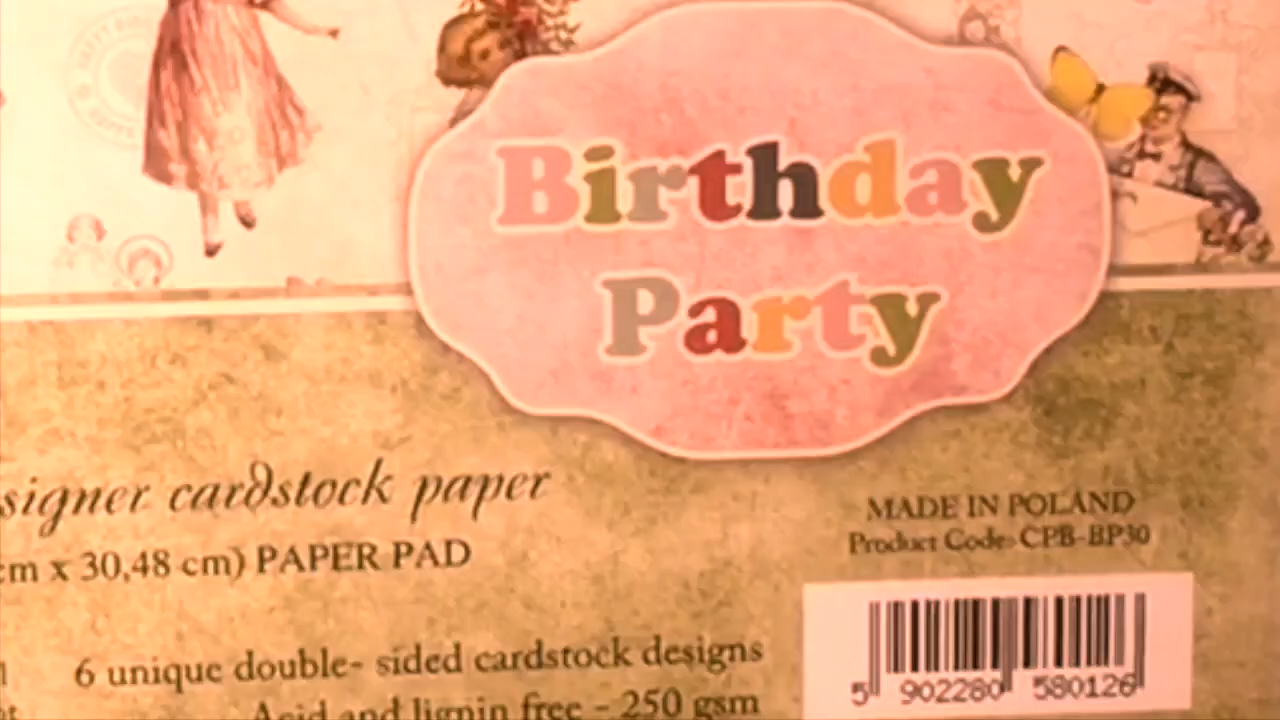 Birthday
Party
signer cardstock paper
cm x 30,48 cm) PAPER PAD
MADE IN POLAND
Product Code: CPB-BP30
6 unique double- sided cardstock designs
Acid and lignin free - 250 gsm
5 902280 580126